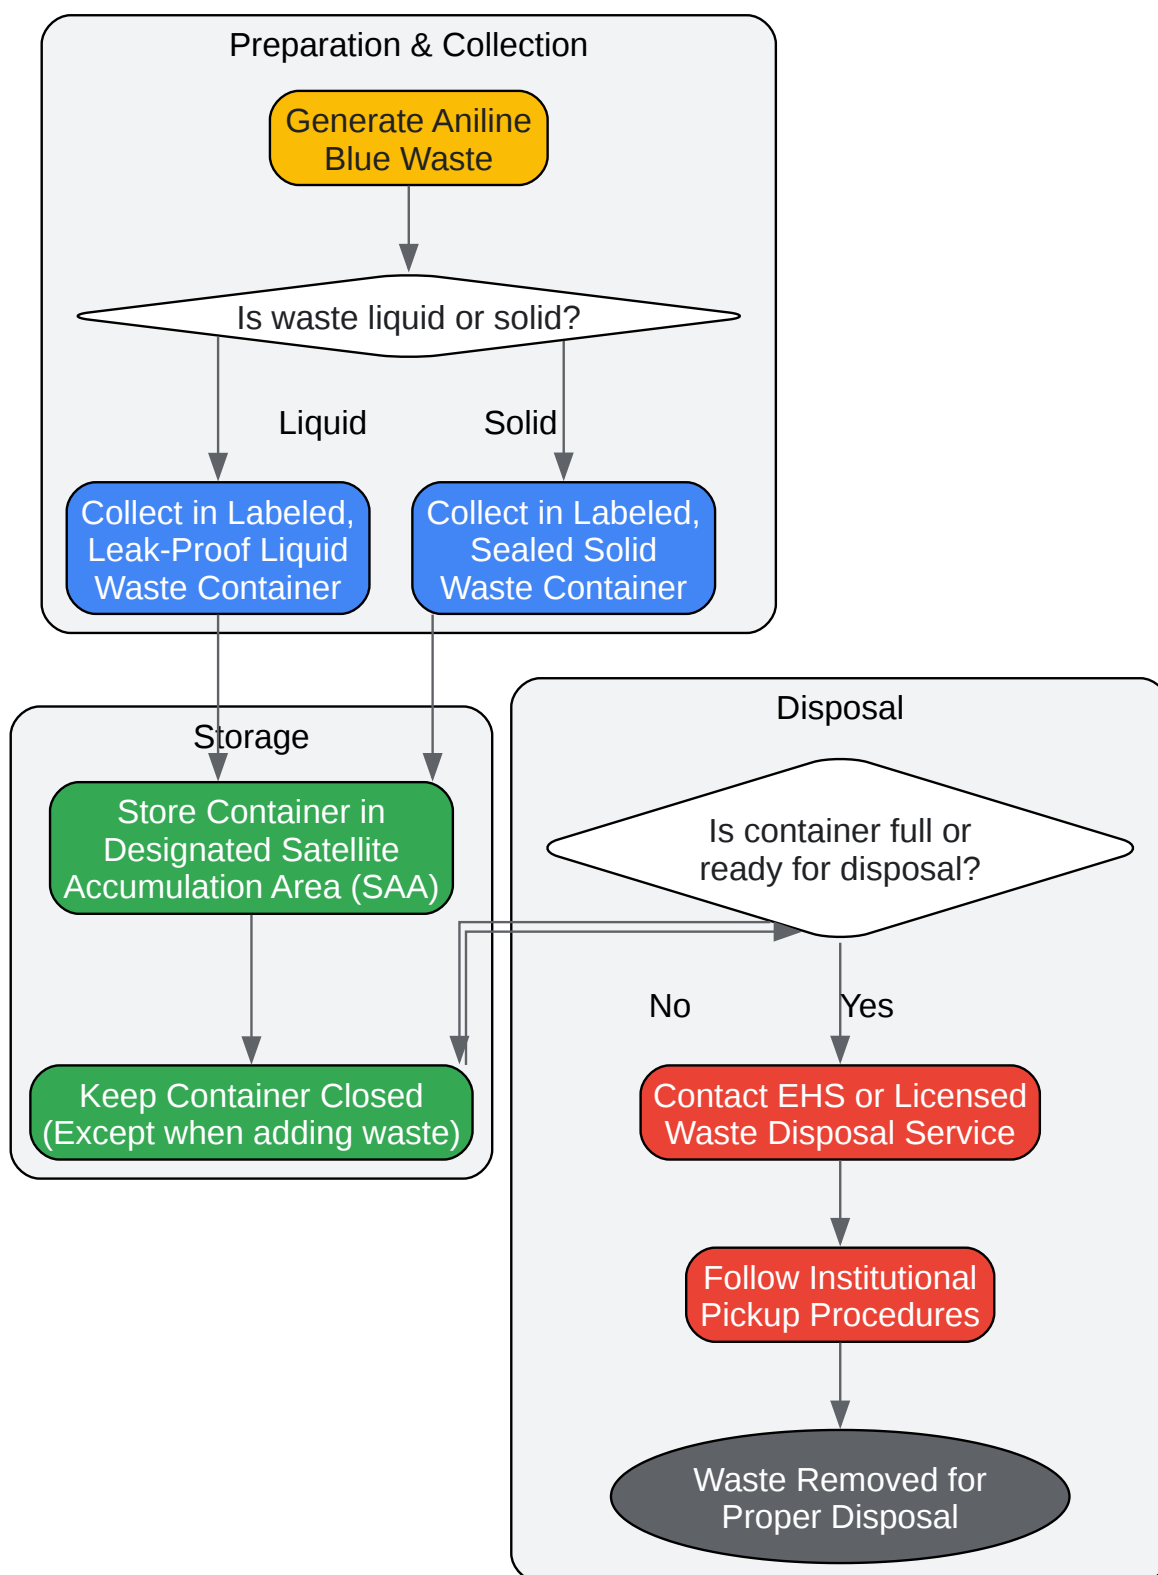 Preparation & Collection
Generate Aniline
Blue Waste
Is waste liquid or solid?
Liquid
Solid
Collect in Labeled,
Leak-Proof Liquid
Waste Container
Collect in Labeled,
Sealed Solid
Waste Container
Storage
Store Container in
Designated Satellite
Accumulation Area (SAA)
Keep Container Closed
(Except when adding waste)
Disposal
Is container full or
ready for disposal?
No
Yes
Contact EHS or Licensed
Waste Disposal Service
Follow Institutional
Pickup Procedures
Waste Removed for
Proper Disposal